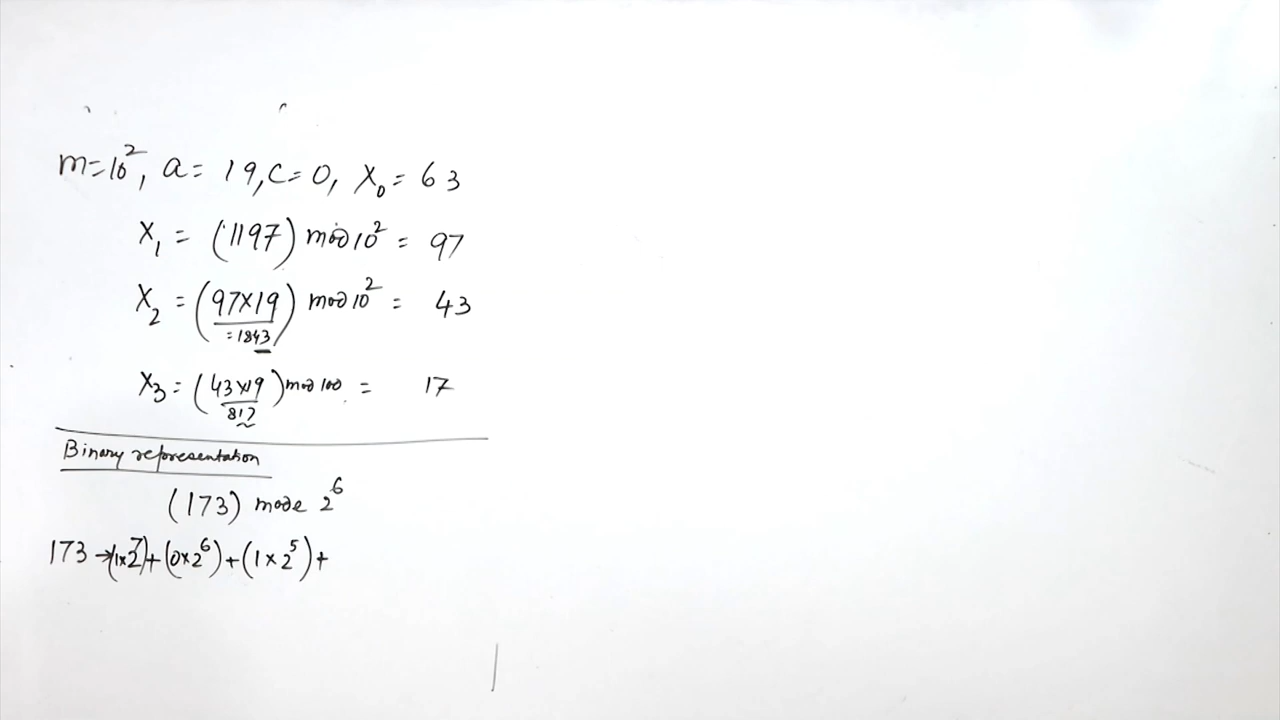 m=10², a= 19, c= 0, X₀ = 63
X₁ = (1197) mod 10² = 97
X₂ = (97×19) mod 10² = 43
=1843
X₃ = (43×19) mod 100 = 17
817
Binary representation
(173) mode 2⁶
173 → (1×2⁷)+(0×2⁶)+(1×2⁵)+